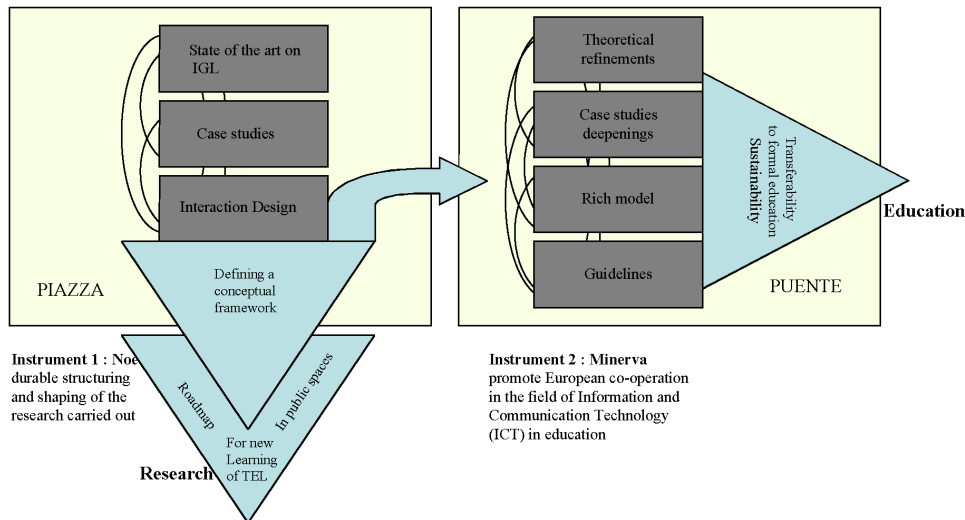 State of the art on
IGL
Case studies
Interaction Design
Defining a
conceptual
framework
PIAZZA
Instrument 1 : Noe
durable structuring
and shaping of the
research carried out
Roadmap
In public spaces
For new
Learning
of TEL
Research
Theoretical
refinements
Case studies
deepenings
Rich model
Guidelines
Transferability
to formal education
Sustainability
Education
PUENTE
Instrument 2 : Minerva
promote European co-operation
in the field of Information and
Communication Technology
(ICT) in education